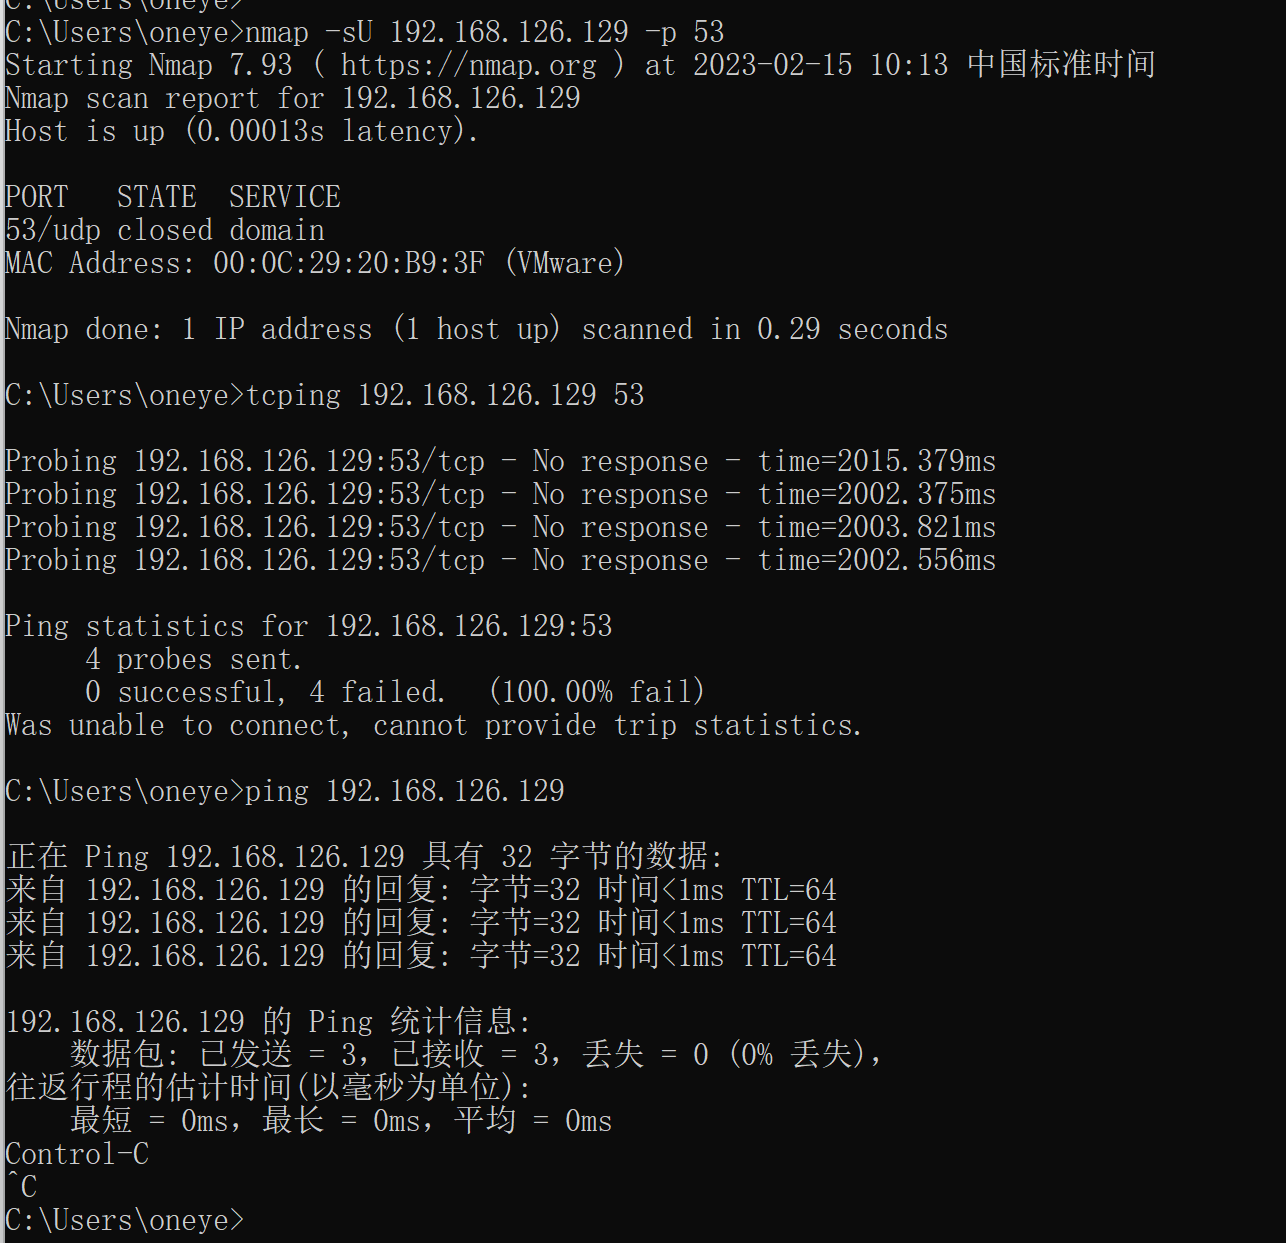 C:\Users\oneye>
C:\Users\oneye>nmap -sU 192.168.126.129 -p 53
Starting Nmap 7.93 ( https://nmap.org ) at 2023-02-15 10:13 中国标准时间
Nmap scan report for 192.168.126.129
Host is up (0.00013s latency).
PORT   STATE  SERVICE
53/udp closed domain
MAC Address: 00:0C:29:20:B9:3F (VMware)
Nmap done: 1 IP address (1 host up) scanned in 0.29 seconds
C:\Users\oneye>tcping 192.168.126.129 53
Probing 192.168.126.129:53/tcp - No response - time=2015.379ms
Probing 192.168.126.129:53/tcp - No response - time=2002.375ms
Probing 192.168.126.129:53/tcp - No response - time=2003.821ms
Probing 192.168.126.129:53/tcp - No response - time=2002.556ms
Ping statistics for 192.168.126.129:53
     4 probes sent.
     0 successful, 4 failed.  (100.00% fail)
Was unable to connect, cannot provide trip statistics.
C:\Users\oneye>ping 192.168.126.129
正在 Ping 192.168.126.129 具有 32 字节的数据:
来自 192.168.126.129 的回复: 字节=32 时间<1ms TTL=64
来自 192.168.126.129 的回复: 字节=32 时间<1ms TTL=64
来自 192.168.126.129 的回复: 字节=32 时间<1ms TTL=64
192.168.126.129 的 Ping 统计信息:
    数据包: 已发送 = 3，已接收 = 3，丢失 = 0 (0% 丢失)，
往返行程的估计时间(以毫秒为单位):
    最短 = 0ms，最长 = 0ms，平均 = 0ms
Control-C
^C
C:\Users\oneye>